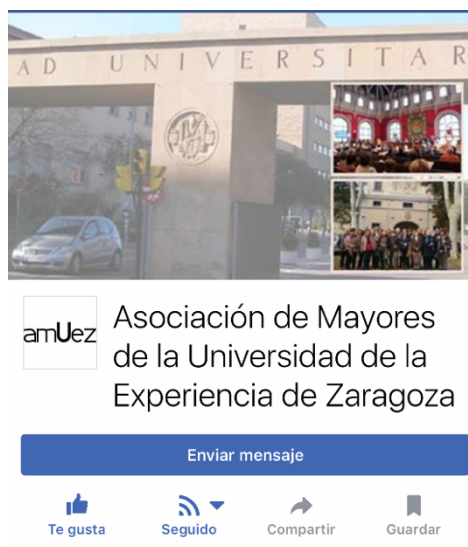 AD UNIVERSITAR
amUez
Asociación de Mayores
de la Universidad de la
Experiencia de Zaragoza
Enviar mensaje
Te gusta
Seguido
Compartir
Guardar